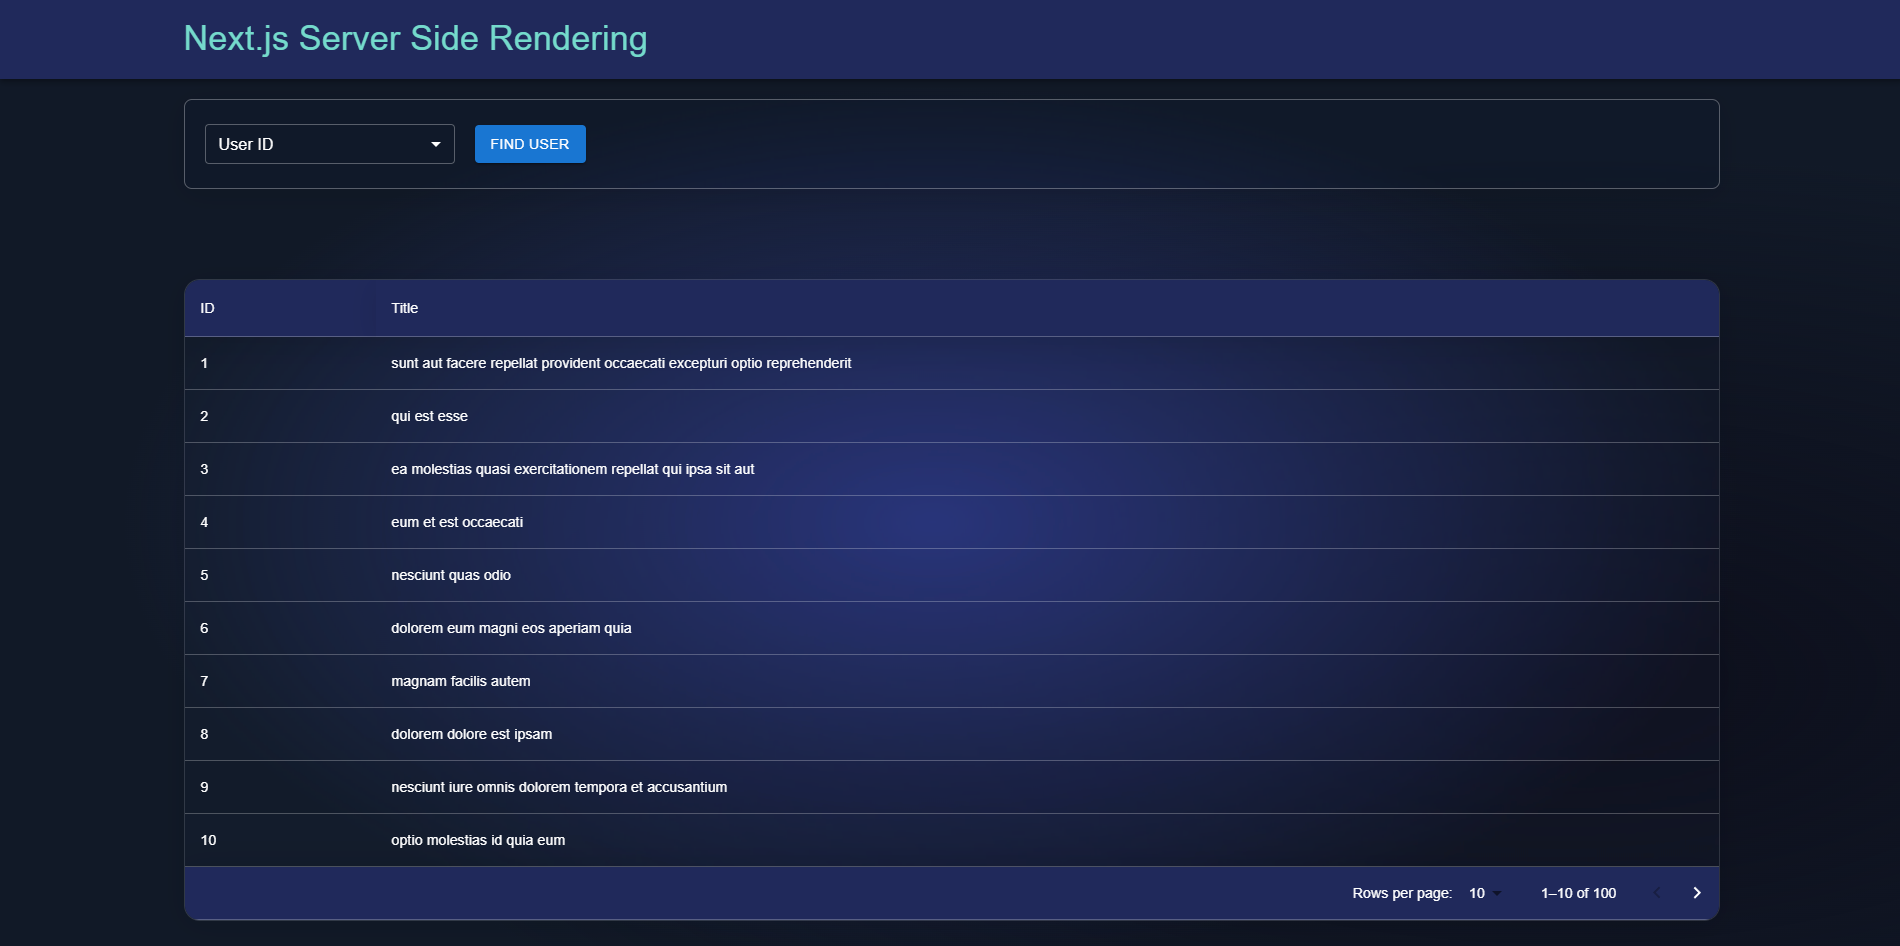 Next.js Server Side Rendering
User ID FIND USER
ID Title
1 sunt aut facere repellat provident occaecati excepturi optio reprehenderit
2 qui est esse
3 ea molestias quasi exercitationem repellat qui ipsa sit aut
4 eum et est occaecati
5 nesciunt quas odio
6 dolorem eum magni eos aperiam quia
7 magnam facilis autem
8 dolorem dolore est ipsam
9 nesciunt iure omnis dolorem tempora et accusantium
10 optio molestias id quia eum
Rows per page: 10 1–10 of 100